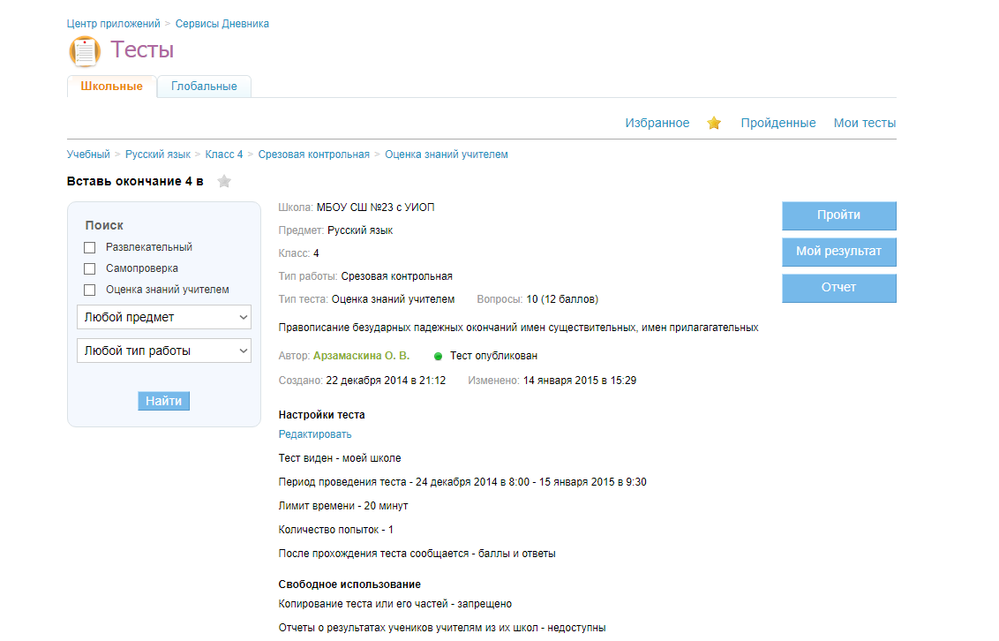 Центр приложений > Сервисы Дневника
Тесты
Школьные Глобальные
Избранное Пройденные Мои тесты
Учебный > Русский язык > Класс 4 > Срезовая контрольная > Оценка знаний учителем
Вставь окончание 4 в
Поиск
Развлекательный
Самопроверка
Оценка знаний учителем
Любой предмет
Любой тип работы
Найти
Школа: МБОУ СШ №23 с УИОП
Предмет: Русский язык
Класс: 4
Тип работы: Срезовая контрольная
Тип теста: Оценка знаний учителем Вопросы: 10 (12 баллов)
Правописание безударных падежных окончаний имен существительных, имен прилагагательных
Автор: Арзамаскина О. В. Тест опубликован
Создано: 22 декабря 2014 в 21:12 Изменено: 14 января 2015 в 15:29
Настройки теста
Редактировать
Тест виден - моей школе
Период проведения теста - 24 декабря 2014 в 8:00 - 15 января 2015 в 9:30
Лимит времени - 20 минут
Количество попыток - 1
После прохождения теста сообщается - баллы и ответы
Свободное использование
Копирование теста или его частей - запрещено
Отчеты о результатах учеников учителям из их школ - недоступны
Пройти
Мой результат
Отчет